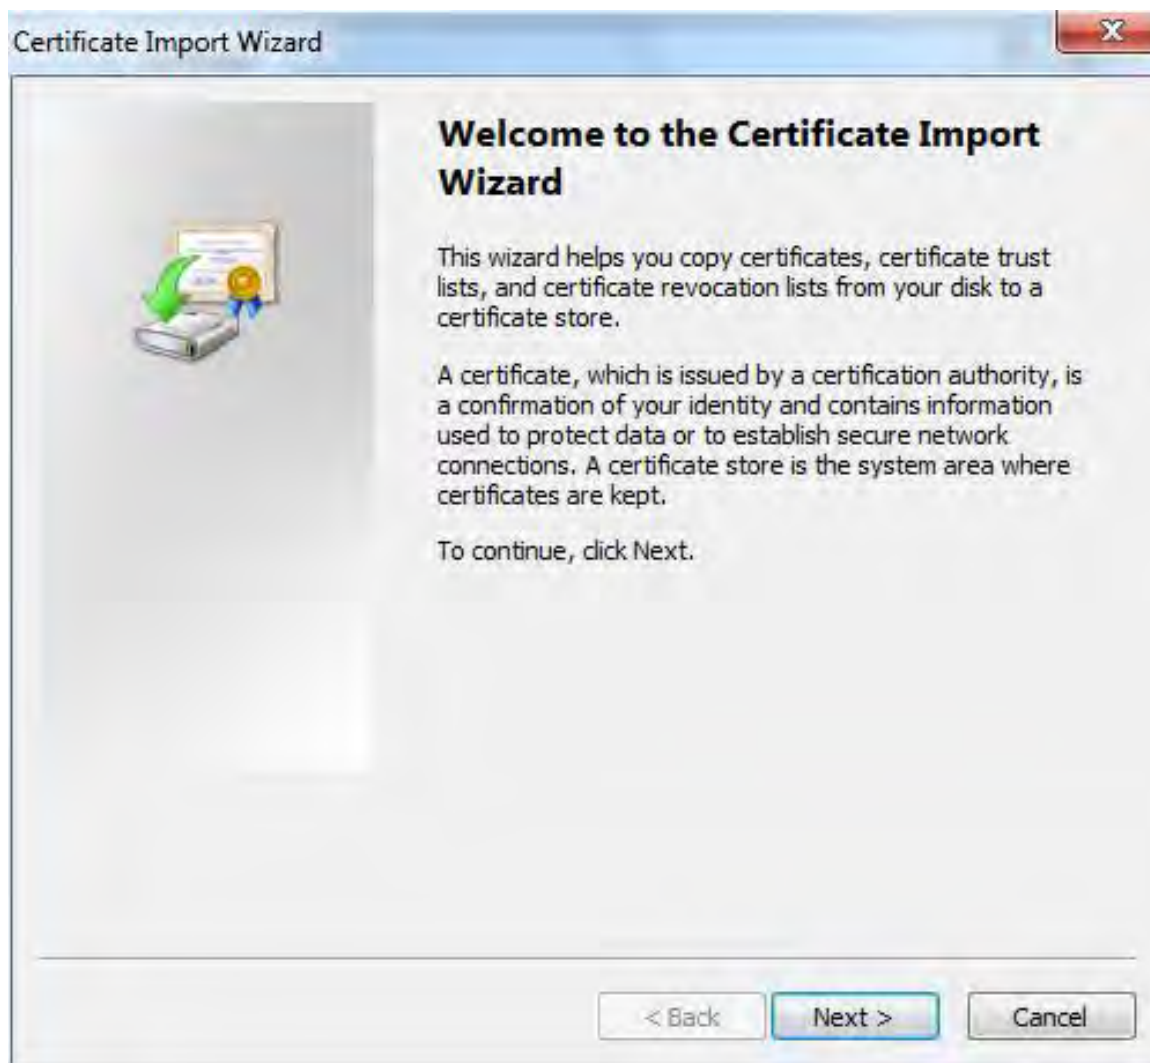 Certificate Import Wizard
Welcome to the Certificate Import
Wizard
This wizard helps you copy certificates, certificate trust
lists, and certificate revocation lists from your disk to a
certificate store.
A certificate, which is issued by a certification authority, is
a confirmation of your identity and contains information
used to protect data or to establish secure network
connections. A certificate store is the system area where
certificates are kept.
To continue, click Next.
< Back Next > Cancel